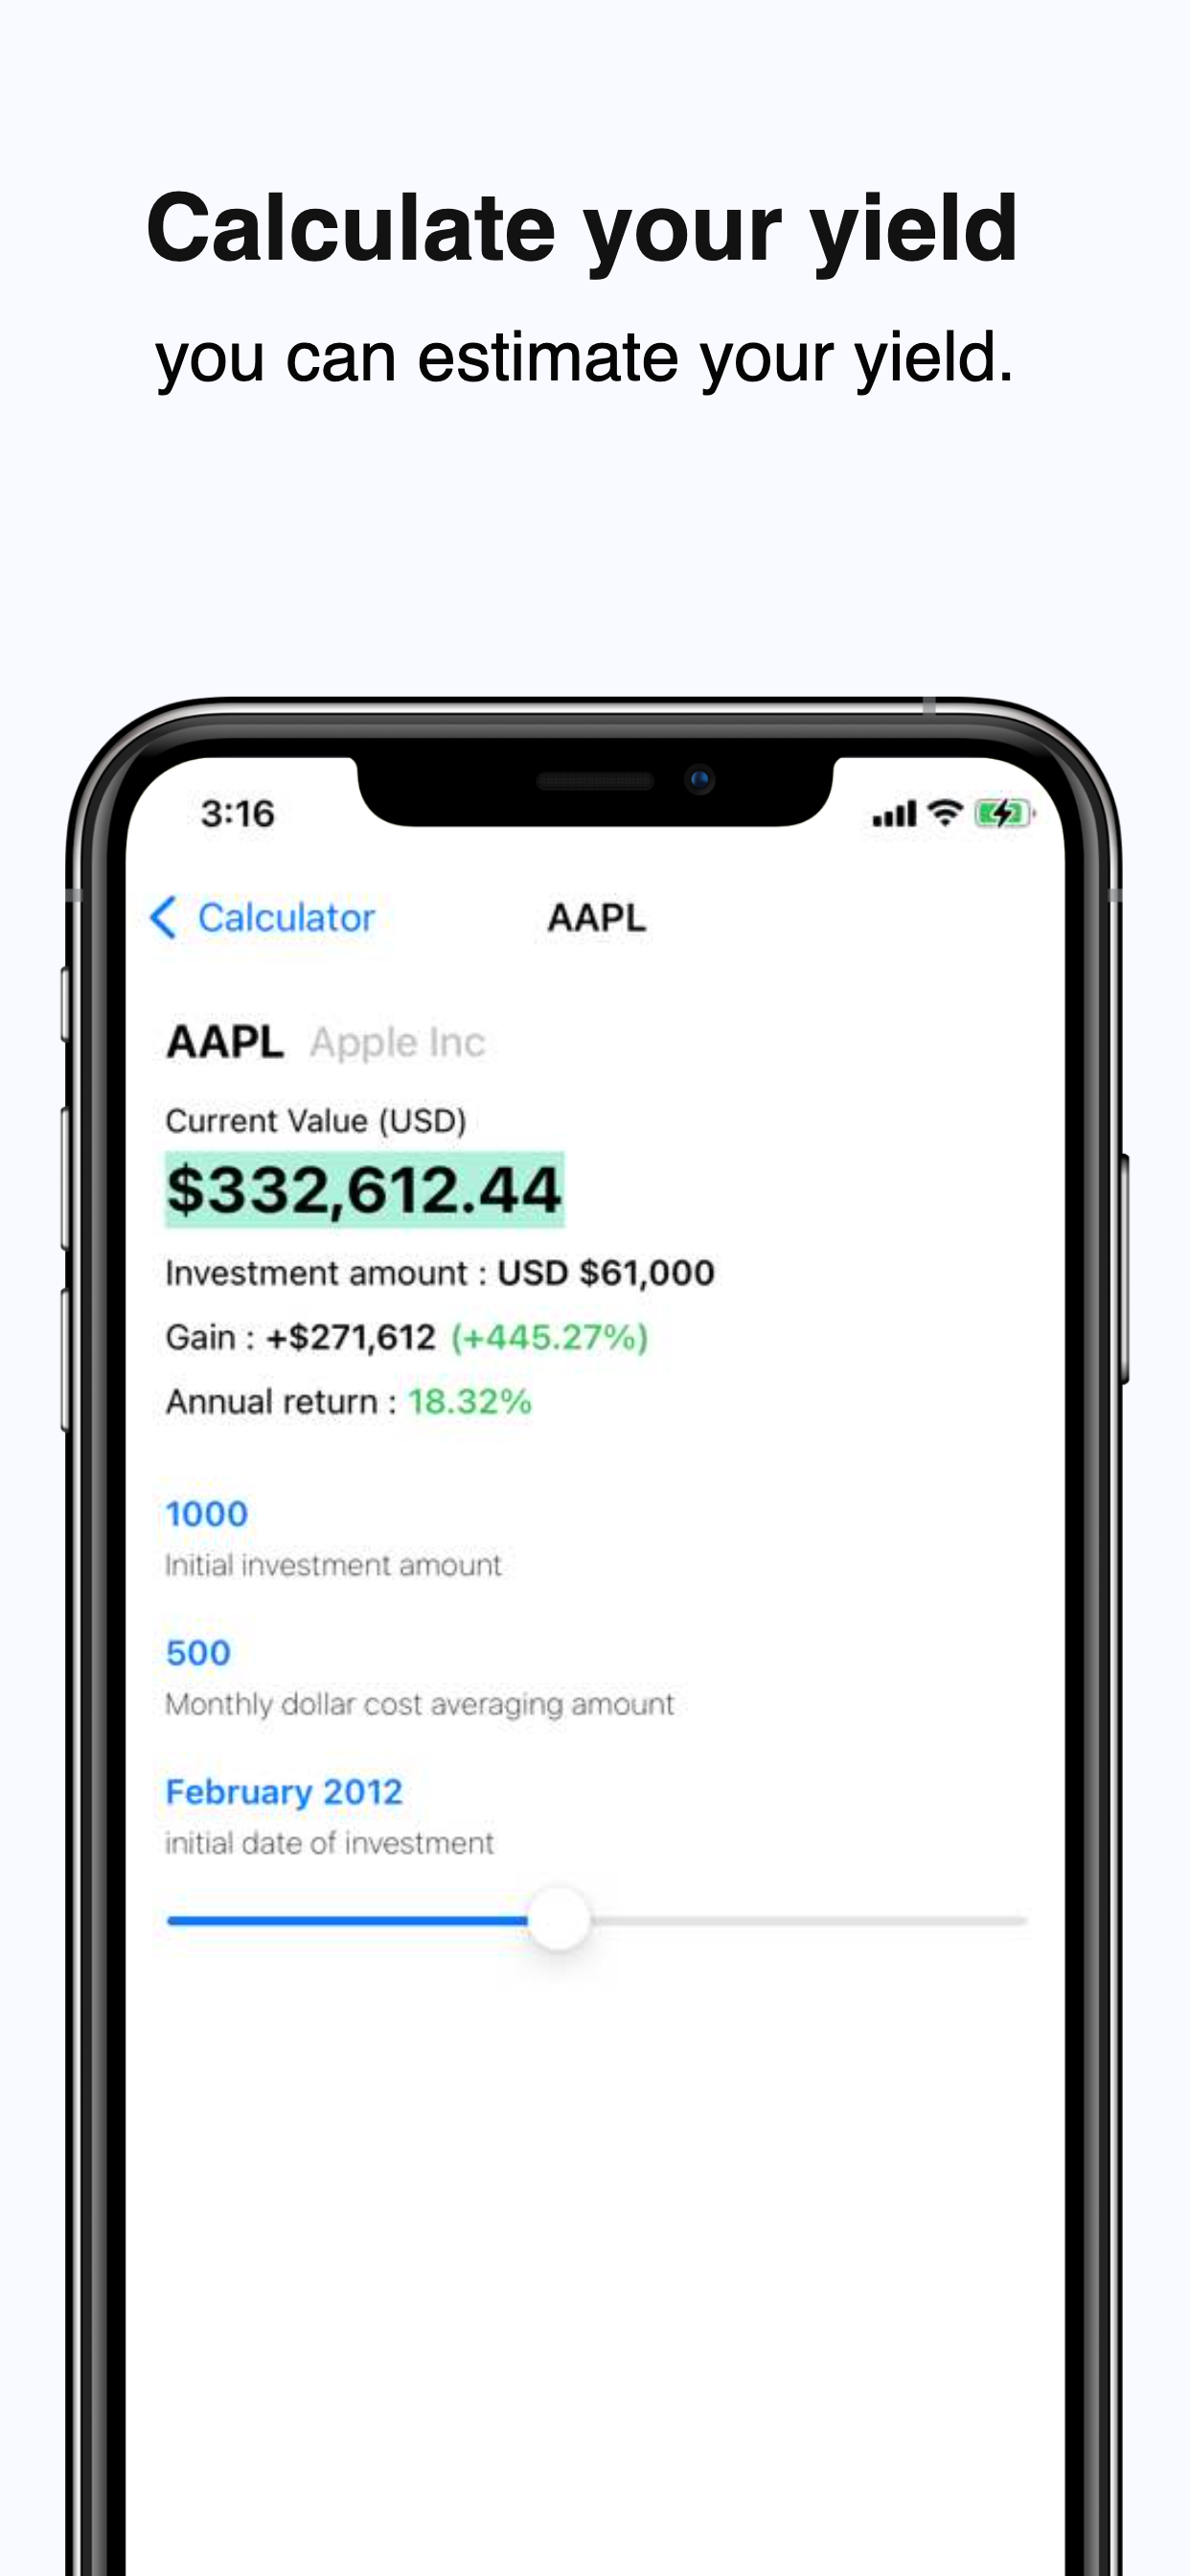 Calculate your yield
you can estimate your yield.
3:16
Calculator
AAPL
AAPL Apple Inc
Current Value (USD)
$332,612.44
Investment amount : USD $61,000
Gain : +$271,612 (+445.27%)
Annual return : 18.32%
1000
Initial investment amount
500
Monthly dollar cost averaging amount
February 2012
initial date of investment